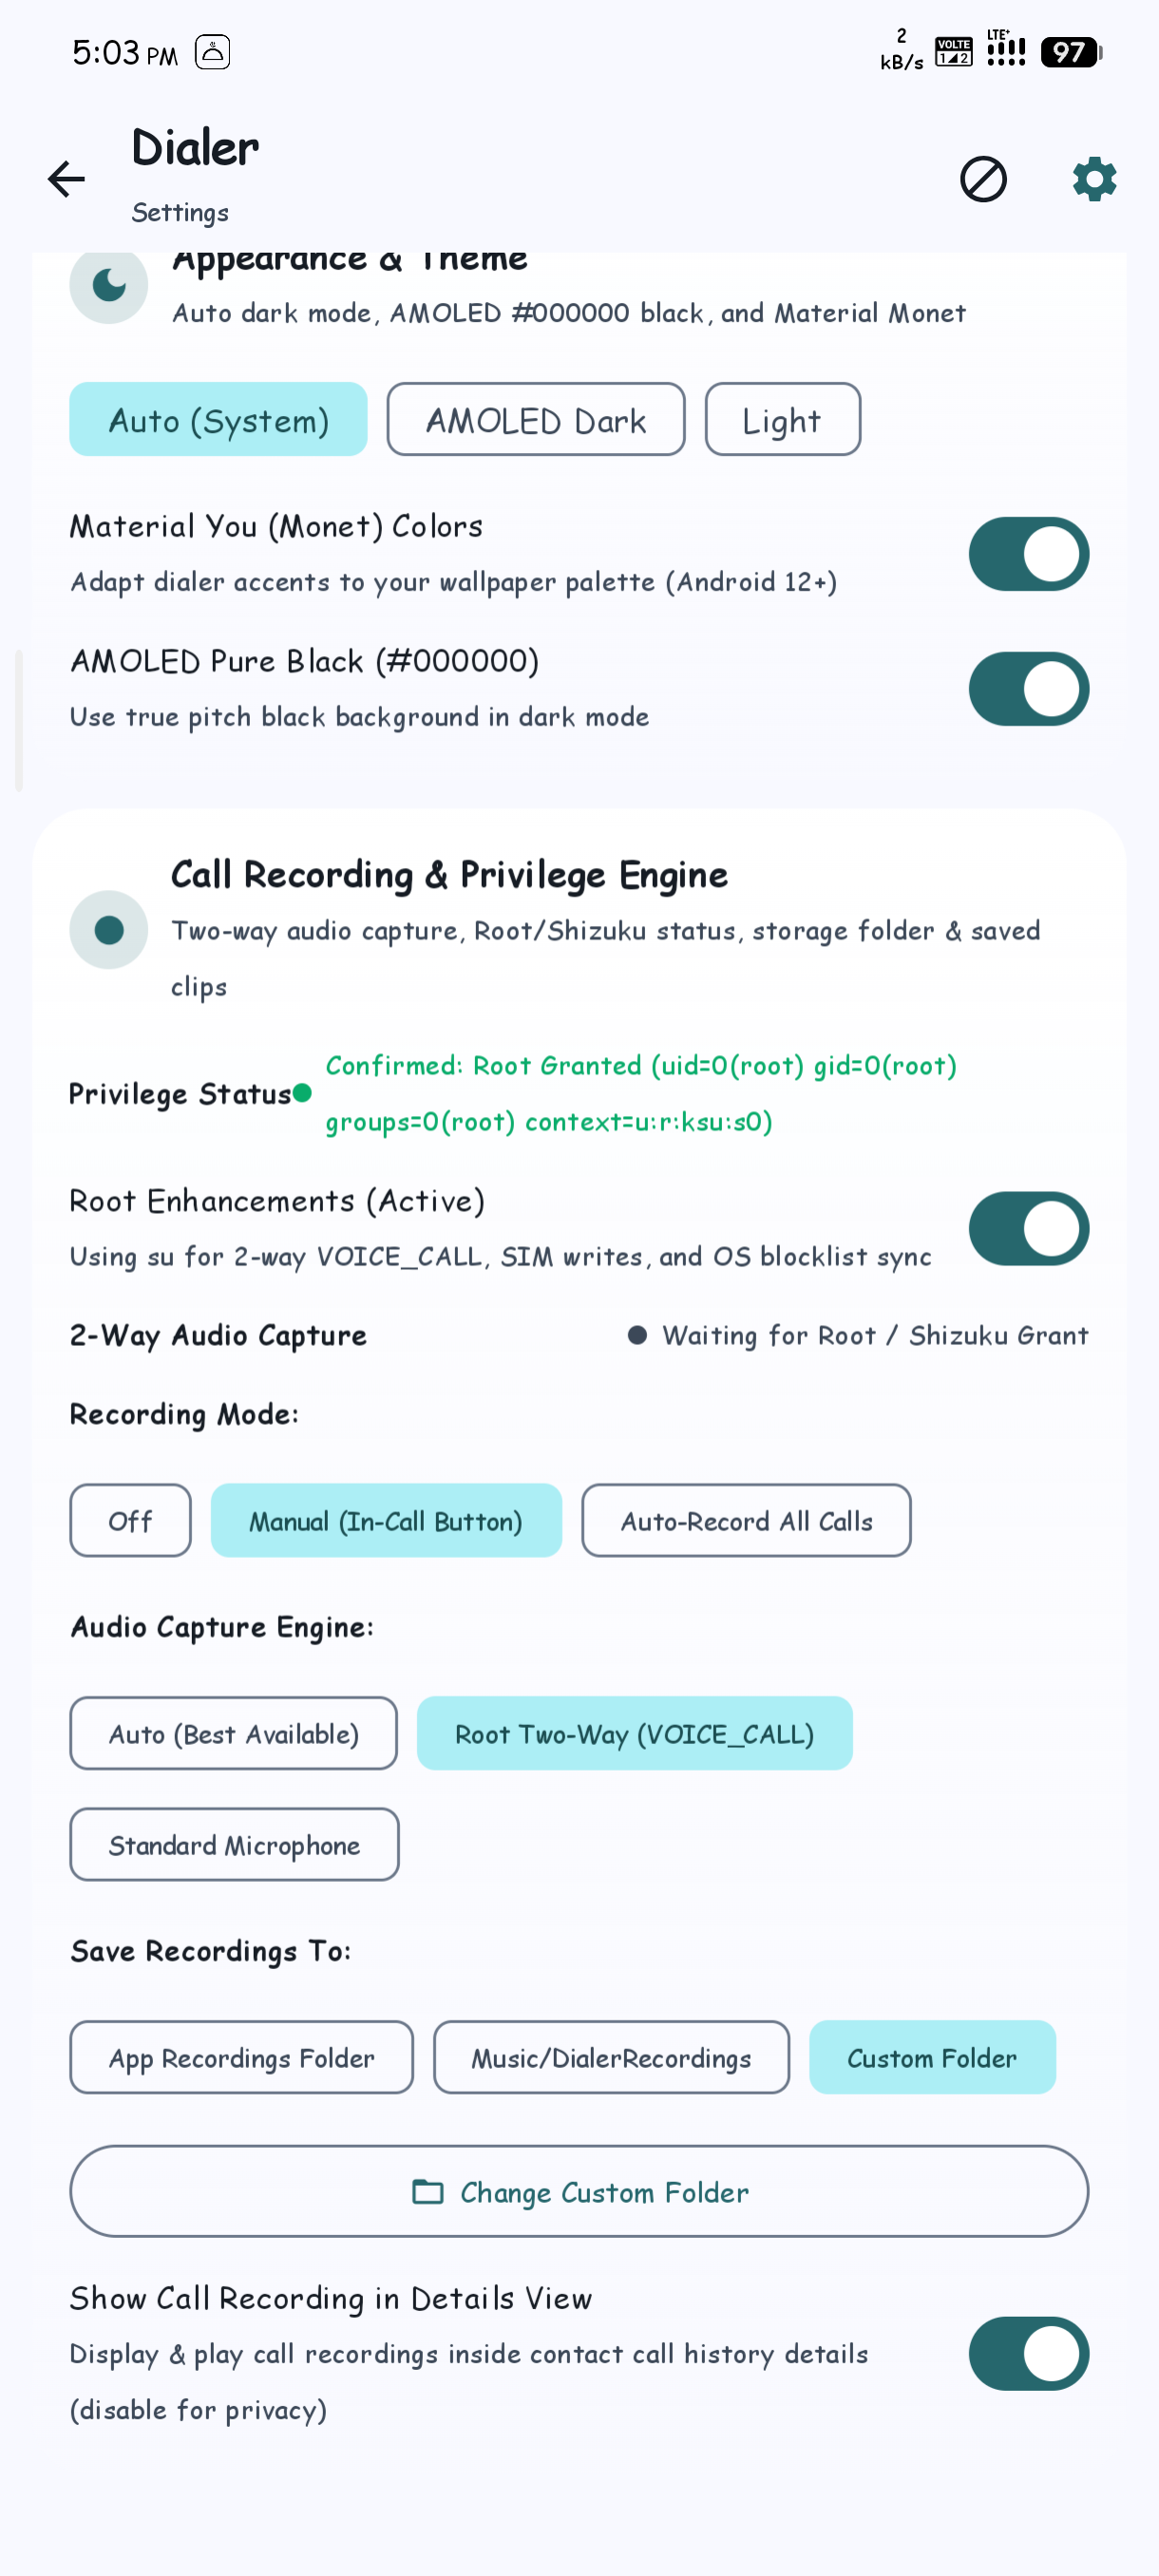 5:03 PM
2
kB/s
VOLTE
1 2
LTE+
97
Dialer
Settings
Appearance & Theme
Auto dark mode, AMOLED #000000 black, and Material Monet
Auto (System)
AMOLED Dark
Light
Material You (Monet) Colors
Adapt dialer accents to your wallpaper palette (Android 12+)
AMOLED Pure Black (#000000)
Use true pitch black background in dark mode
Call Recording & Privilege Engine
Two-way audio capture, Root/Shizuku status, storage folder & saved
clips
Privilege Status
Confirmed: Root Granted (uid=0(root) gid=0(root)
groups=0(root) context=u:r:ksu:s0)
Root Enhancements (Active)
Using su for 2-way VOICE_CALL, SIM writes, and OS blocklist sync
2-Way Audio Capture
Waiting for Root / Shizuku Grant
Recording Mode:
Off
Manual (In-Call Button)
Auto-Record All Calls
Audio Capture Engine:
Auto (Best Available)
Root Two-Way (VOICE_CALL)
Standard Microphone
Save Recordings To:
App Recordings Folder
Music/DialerRecordings
Custom Folder
Change Custom Folder
Show Call Recording in Details View
Display & play call recordings inside contact call history details
(disable for privacy)